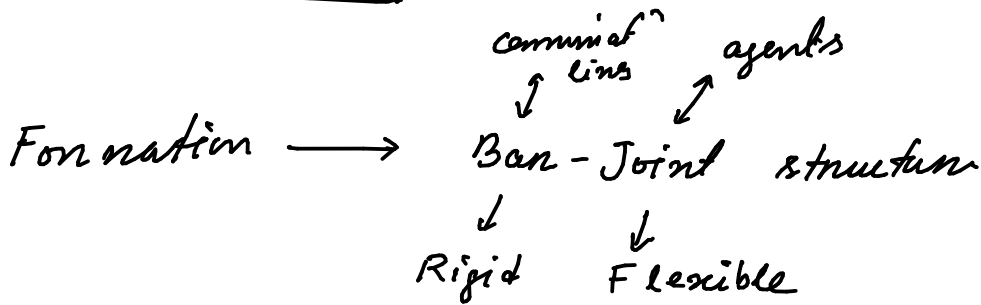 communicatⁿ agents
lins
Formation → Bar - Joint structure
Rigid Flexible